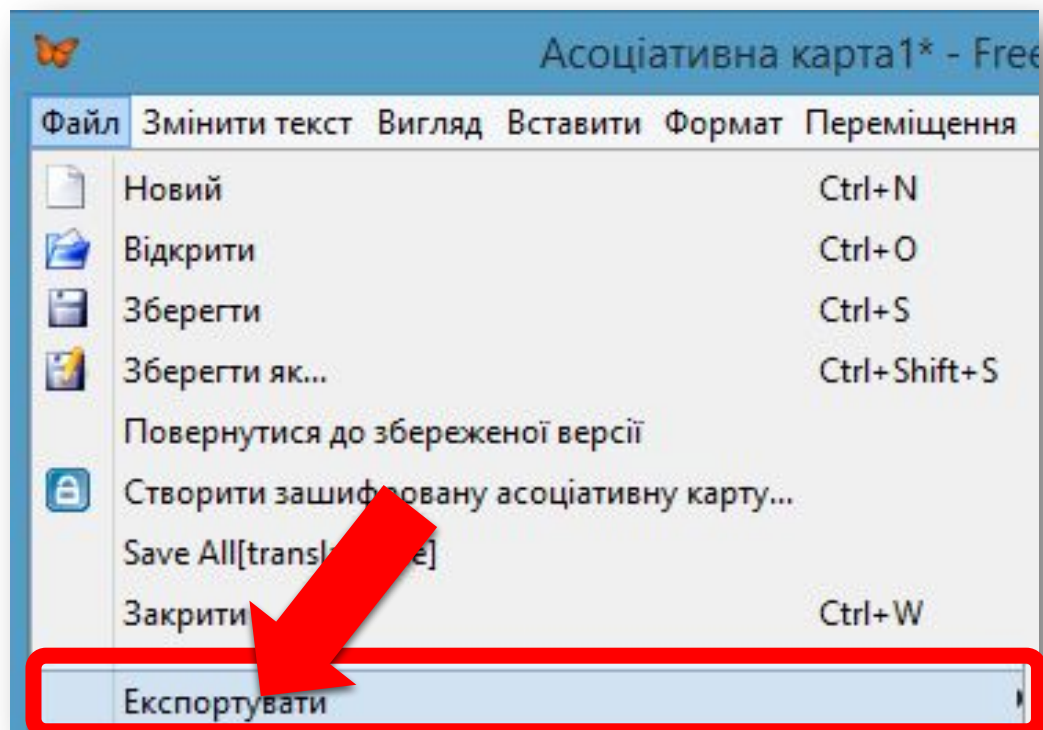 Асоціативна карта1* - Free
Файл Змінити текст Вигляд Вставити Формат Переміщення
Новий Ctrl+N
Відкрити Ctrl+O
Зберегти Ctrl+S
Зберегти як... Ctrl+Shift+S
Повернутися до збереженої версії
Створити зашифровану асоціативну карту...
Save All
Закрити Ctrl+W
Експортувати